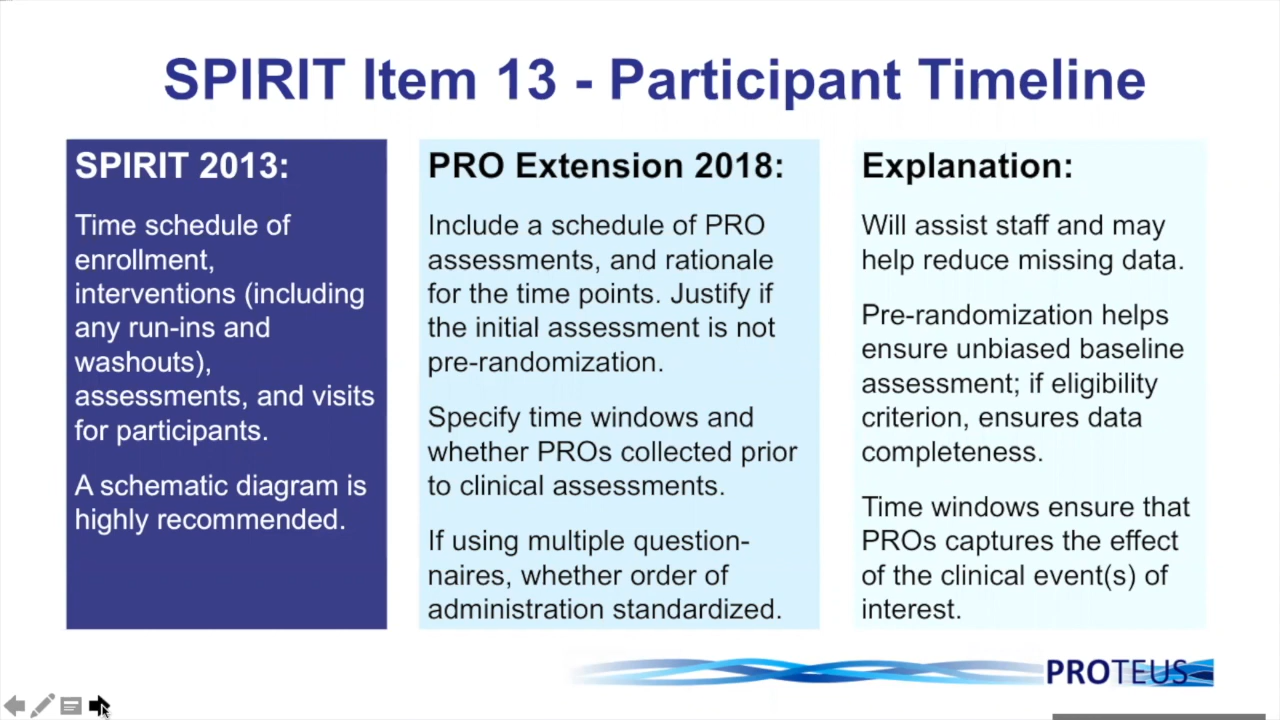 SPIRIT Item 13 - Participant Timeline
SPIRIT 2013:
Time schedule of
enrollment,
interventions (including
any run-ins and
washouts),
assessments, and visits
for participants.
A schematic diagram is
highly recommended.
PRO Extension 2018:
Include a schedule of PRO
assessments, and rationale
for the time points. Justify if
the initial assessment is not
pre-randomization.
Specify time windows and
whether PROs collected prior
to clinical assessments.
If using multiple question-
naires, whether order of
administration standardized.
Explanation:
Will assist staff and may
help reduce missing data.
Pre-randomization helps
ensure unbiased baseline
assessment; if eligibility
criterion, ensures data
completeness.
Time windows ensure that
PROs captures the effect
of the clinical event(s) of
interest.
PROTEUS